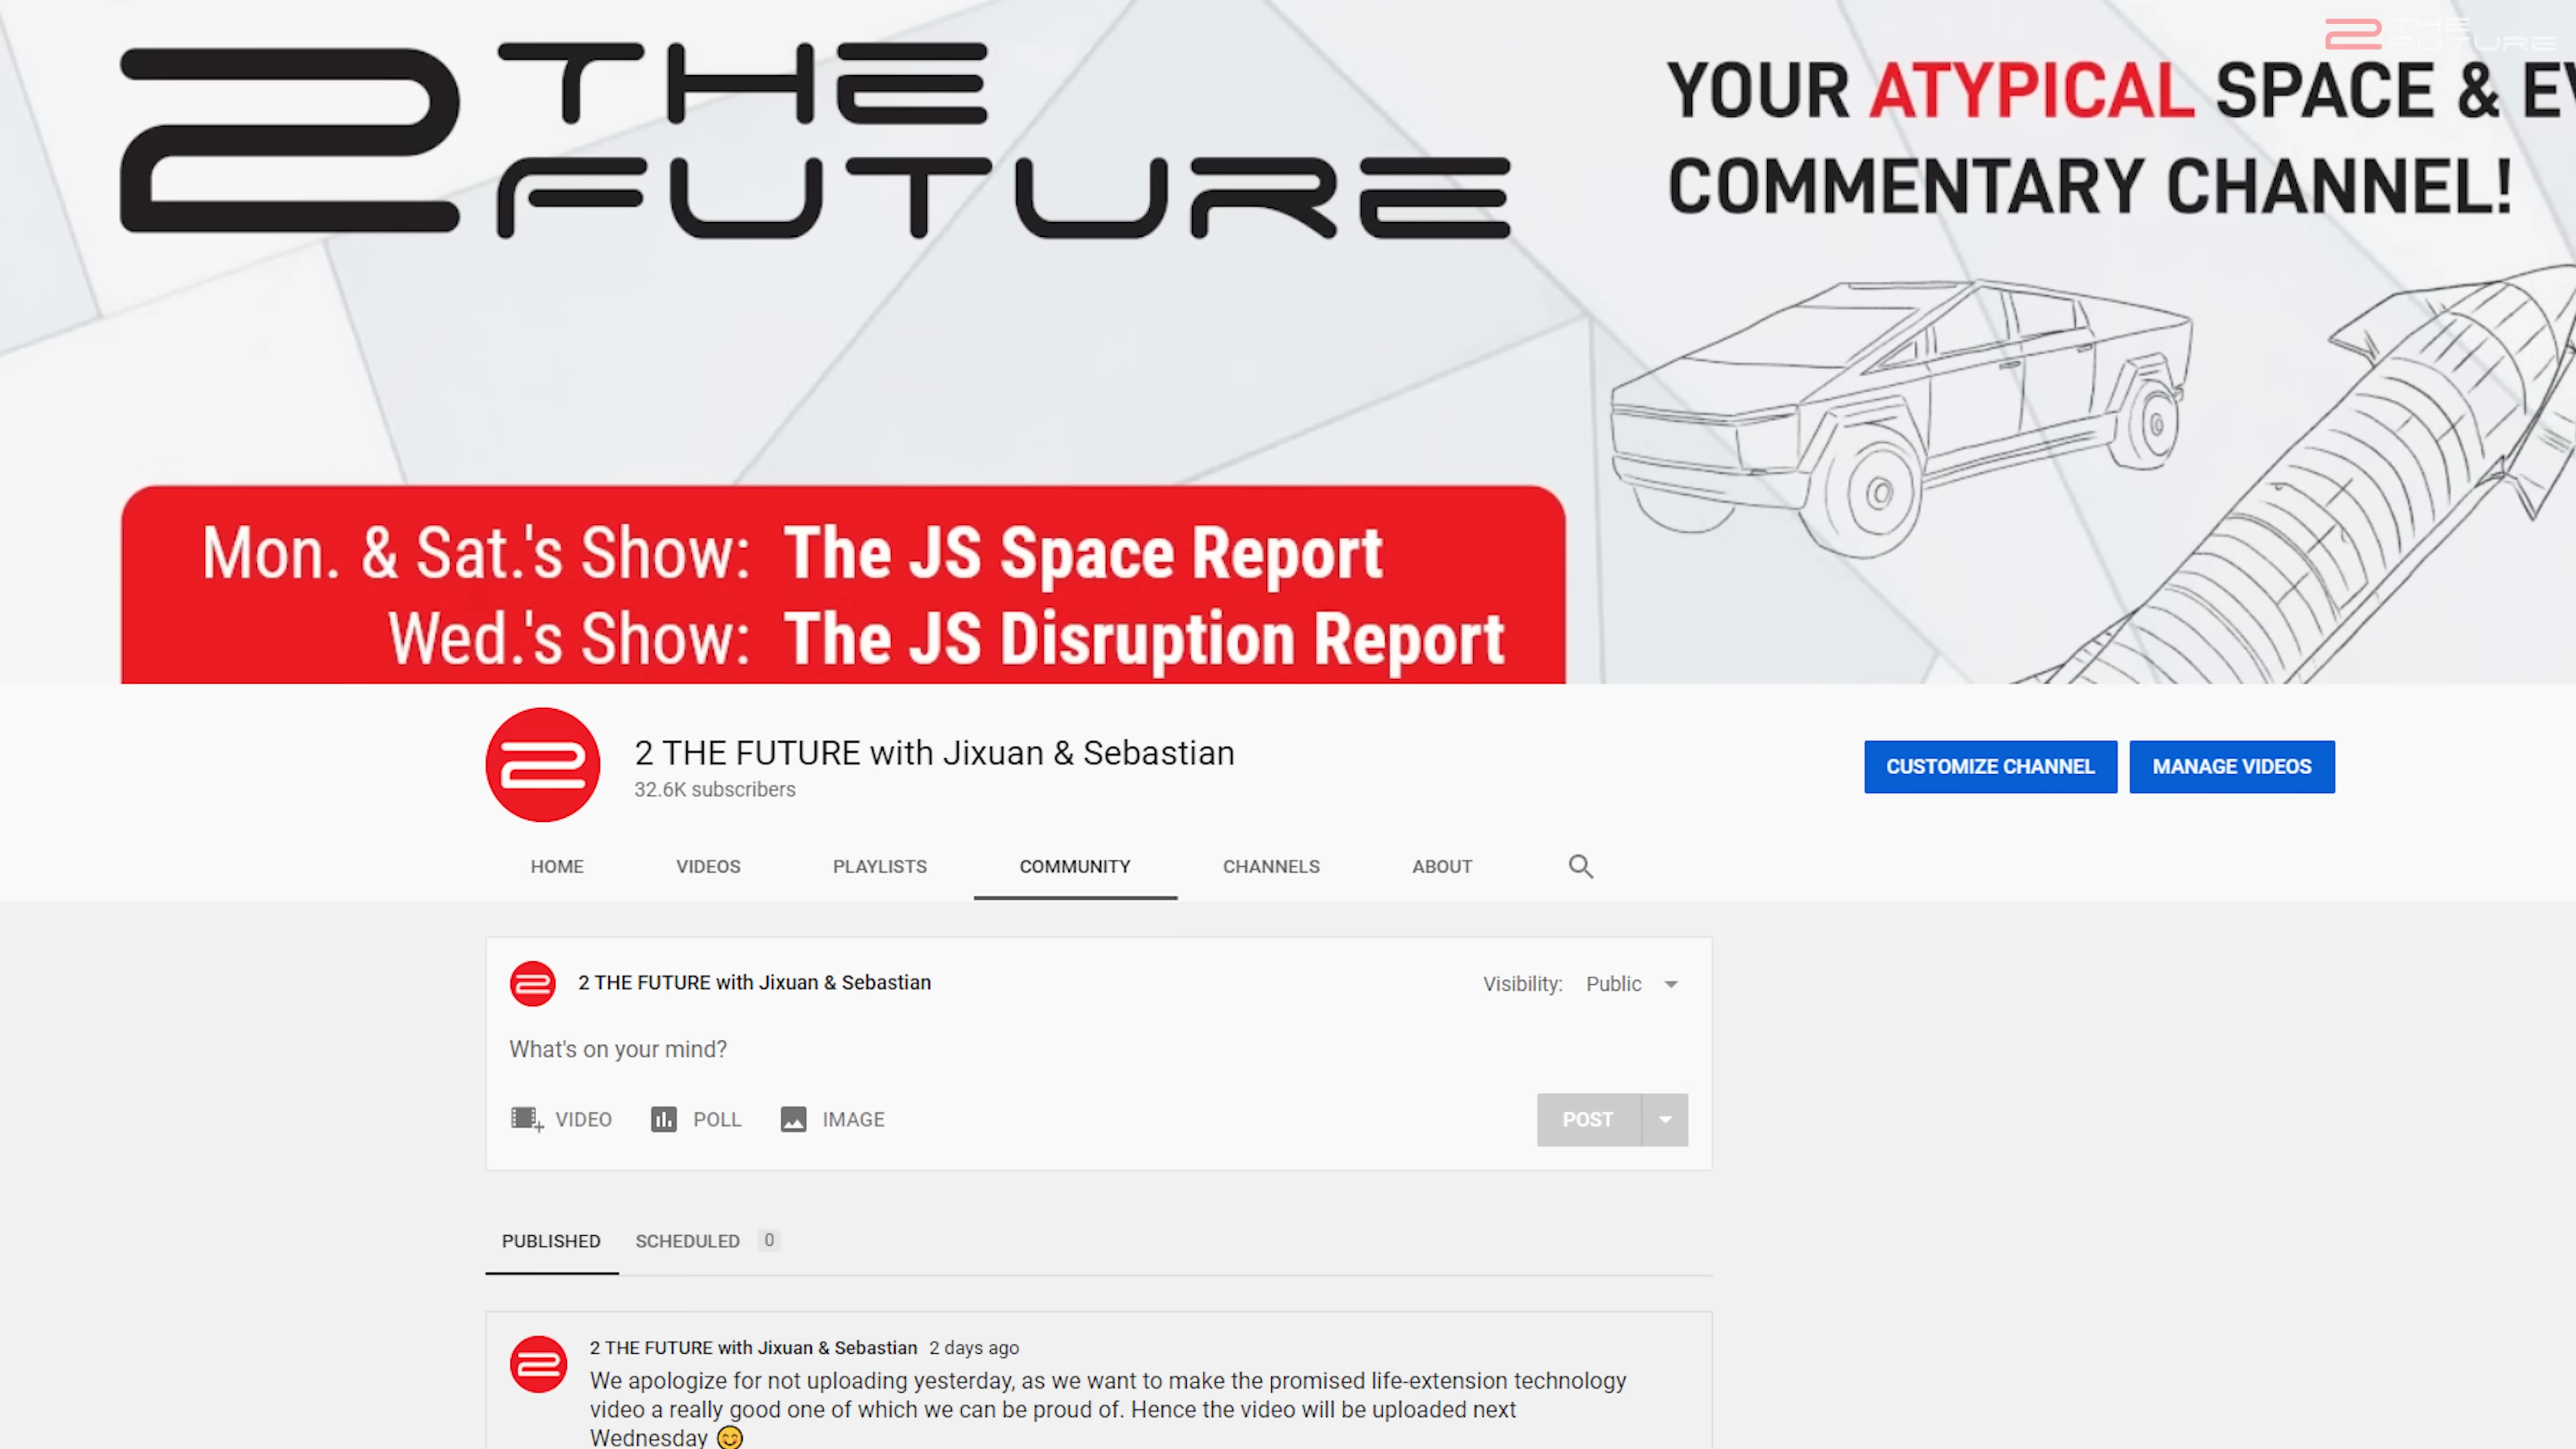 2 THE
FUTURE
YOUR ATYPICAL SPACE &
COMMENTARY CHANNEL!
2 THE
FUTURE
Mon. & Sat.'s Show: The JS Space Report
Wed.'s Show: The JS Disruption Report
2 THE FUTURE with Jixuan & Sebastian
32.6K subscribers
CUSTOMIZE CHANNEL
MANAGE VIDEOS
HOME VIDEOS PLAYLISTS COMMUNITY CHANNELS ABOUT
2 THE FUTURE with Jixuan & Sebastian
Visibility: Public
What's on your mind?
VIDEO POLL IMAGE
POST
PUBLISHED SCHEDULED 0
2 THE FUTURE with Jixuan & Sebastian 2 days ago
We apologize for not uploading yesterday, as we want to make the promised life-extension technology
video a really good one of which we can be proud of. Hence the video will be uploaded next
Wednesday 😊